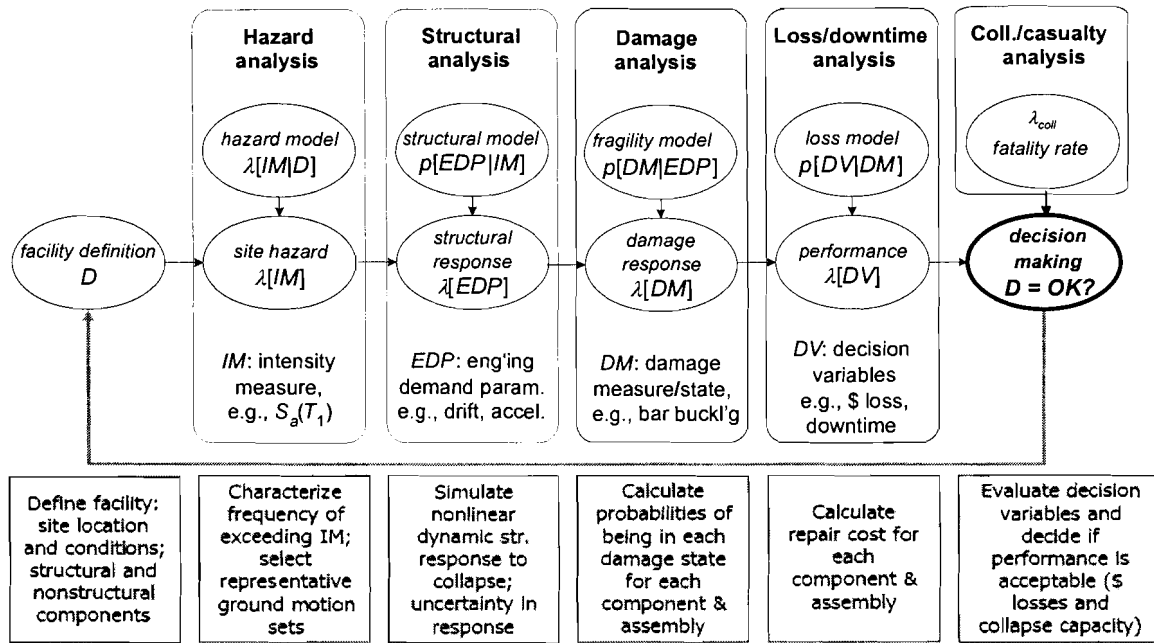 Hazard
analysis
Structural
analysis
Damage
analysis
Loss/downtime
analysis
Coll./casualty
analysis
hazard model
λ[IM|D]
structural model
p[EDP|IM]
fragility model
p[DM|EDP]
loss model
p[DV|DM]
λcoll
fatality rate
facility definition
D
site hazard
λ[IM]
structural
response
λ[EDP]
damage
response
λ[DM]
performance
λ[DV]
decision
making
D = OK?
IM: intensity
measure,
e.g., Sa(T1)
EDP: eng'ing
demand param.
e.g., drift, accel.
DM: damage
measure/state,
e.g., bar buckl'g
DV: decision
variables
e.g., $ loss,
downtime
Define facility:
site location
and conditions;
structural and
nonstructural
components
Characterize
frequency of
exceeding IM;
select
representative
ground motion
sets
Simulate
nonlinear
dynamic str.
response to
collapse;
uncertainty in
response
Calculate
probabilities of
being in each
damage state
for each
component &
assembly
Calculate
repair cost for
each
component &
assembly
Evaluate decision
variables and
decide if
performance is
acceptable ($
losses and
collapse capacity)